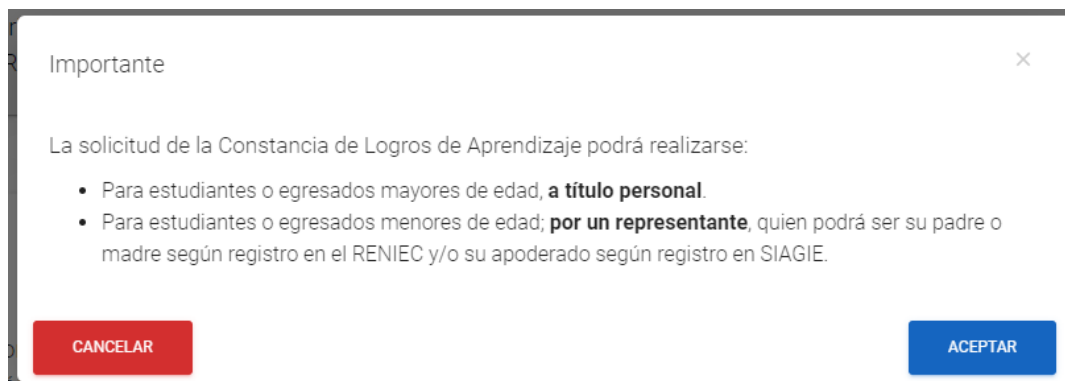 Importante
×
La solicitud de la Constancia de Logros de Aprendizaje podrá realizarse:
• Para estudiantes o egresados mayores de edad, a título personal.
• Para estudiantes o egresados menores de edad; por un representante, quien podrá ser su padre o
madre según registro en el RENIEC y/o su apoderado según registro en SIAGIE.
CANCELAR
ACEPTAR